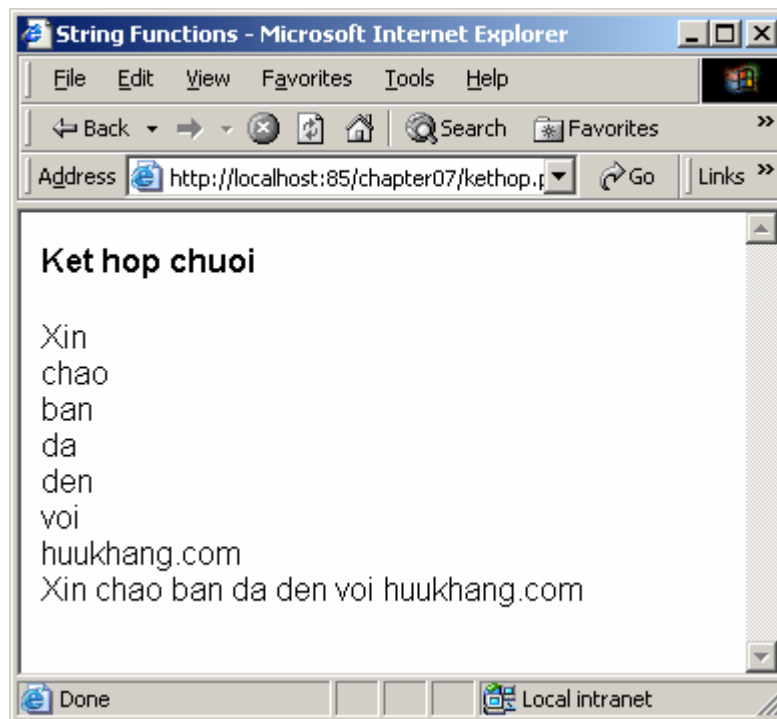 String Functions - Microsoft Internet Explorer
File Edit View Favorites Tools Help
Back Search Favorites »
Address http://localhost:85/chapter07/kethop.p Go Links »
Ket hop chuoi
Xin
chao
ban
da
den
voi
huukhang.com
Xin chao ban da den voi huukhang.com
Done Local intranet